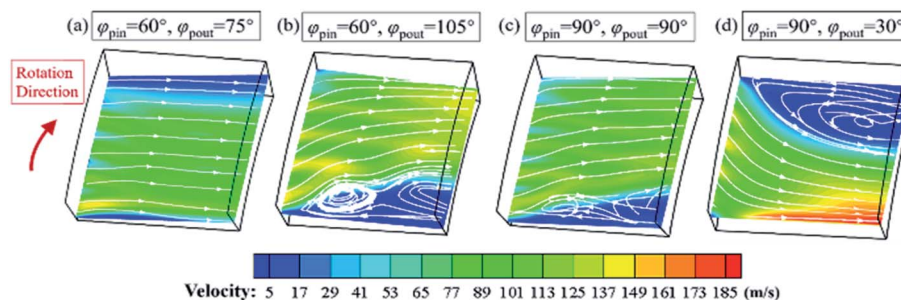 (a) φpin=60°, φpout=75° (b) φpin=60°, φpout=105° (c) φpin=90°, φpout=90° (d) φpin=90°, φpout=30°
Rotation
Direction
Velocity: 5 17 29 41 53 65 77 89 101 113 125 137 149 161 173 185 (m/s)